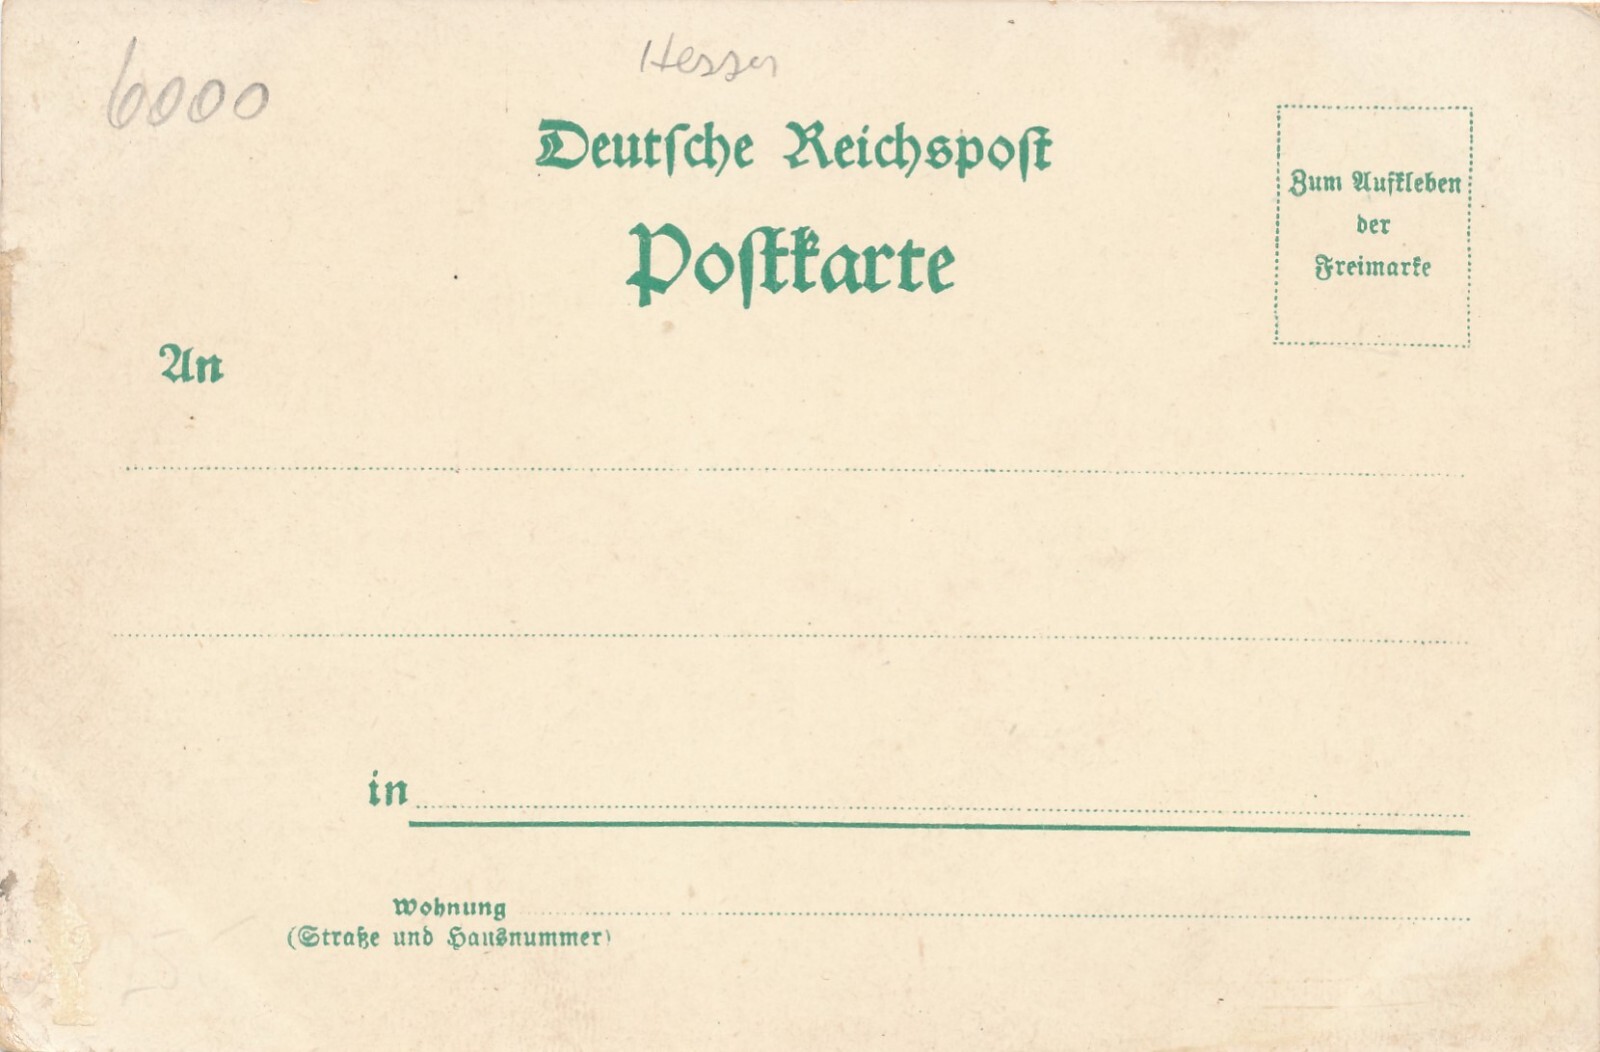 6000
Hessen
Deutsche Reichspost
Postkarte
Zum Aufkleben
der
Freimarke
An
in
Wohnung
(Straße und Hausnummer)